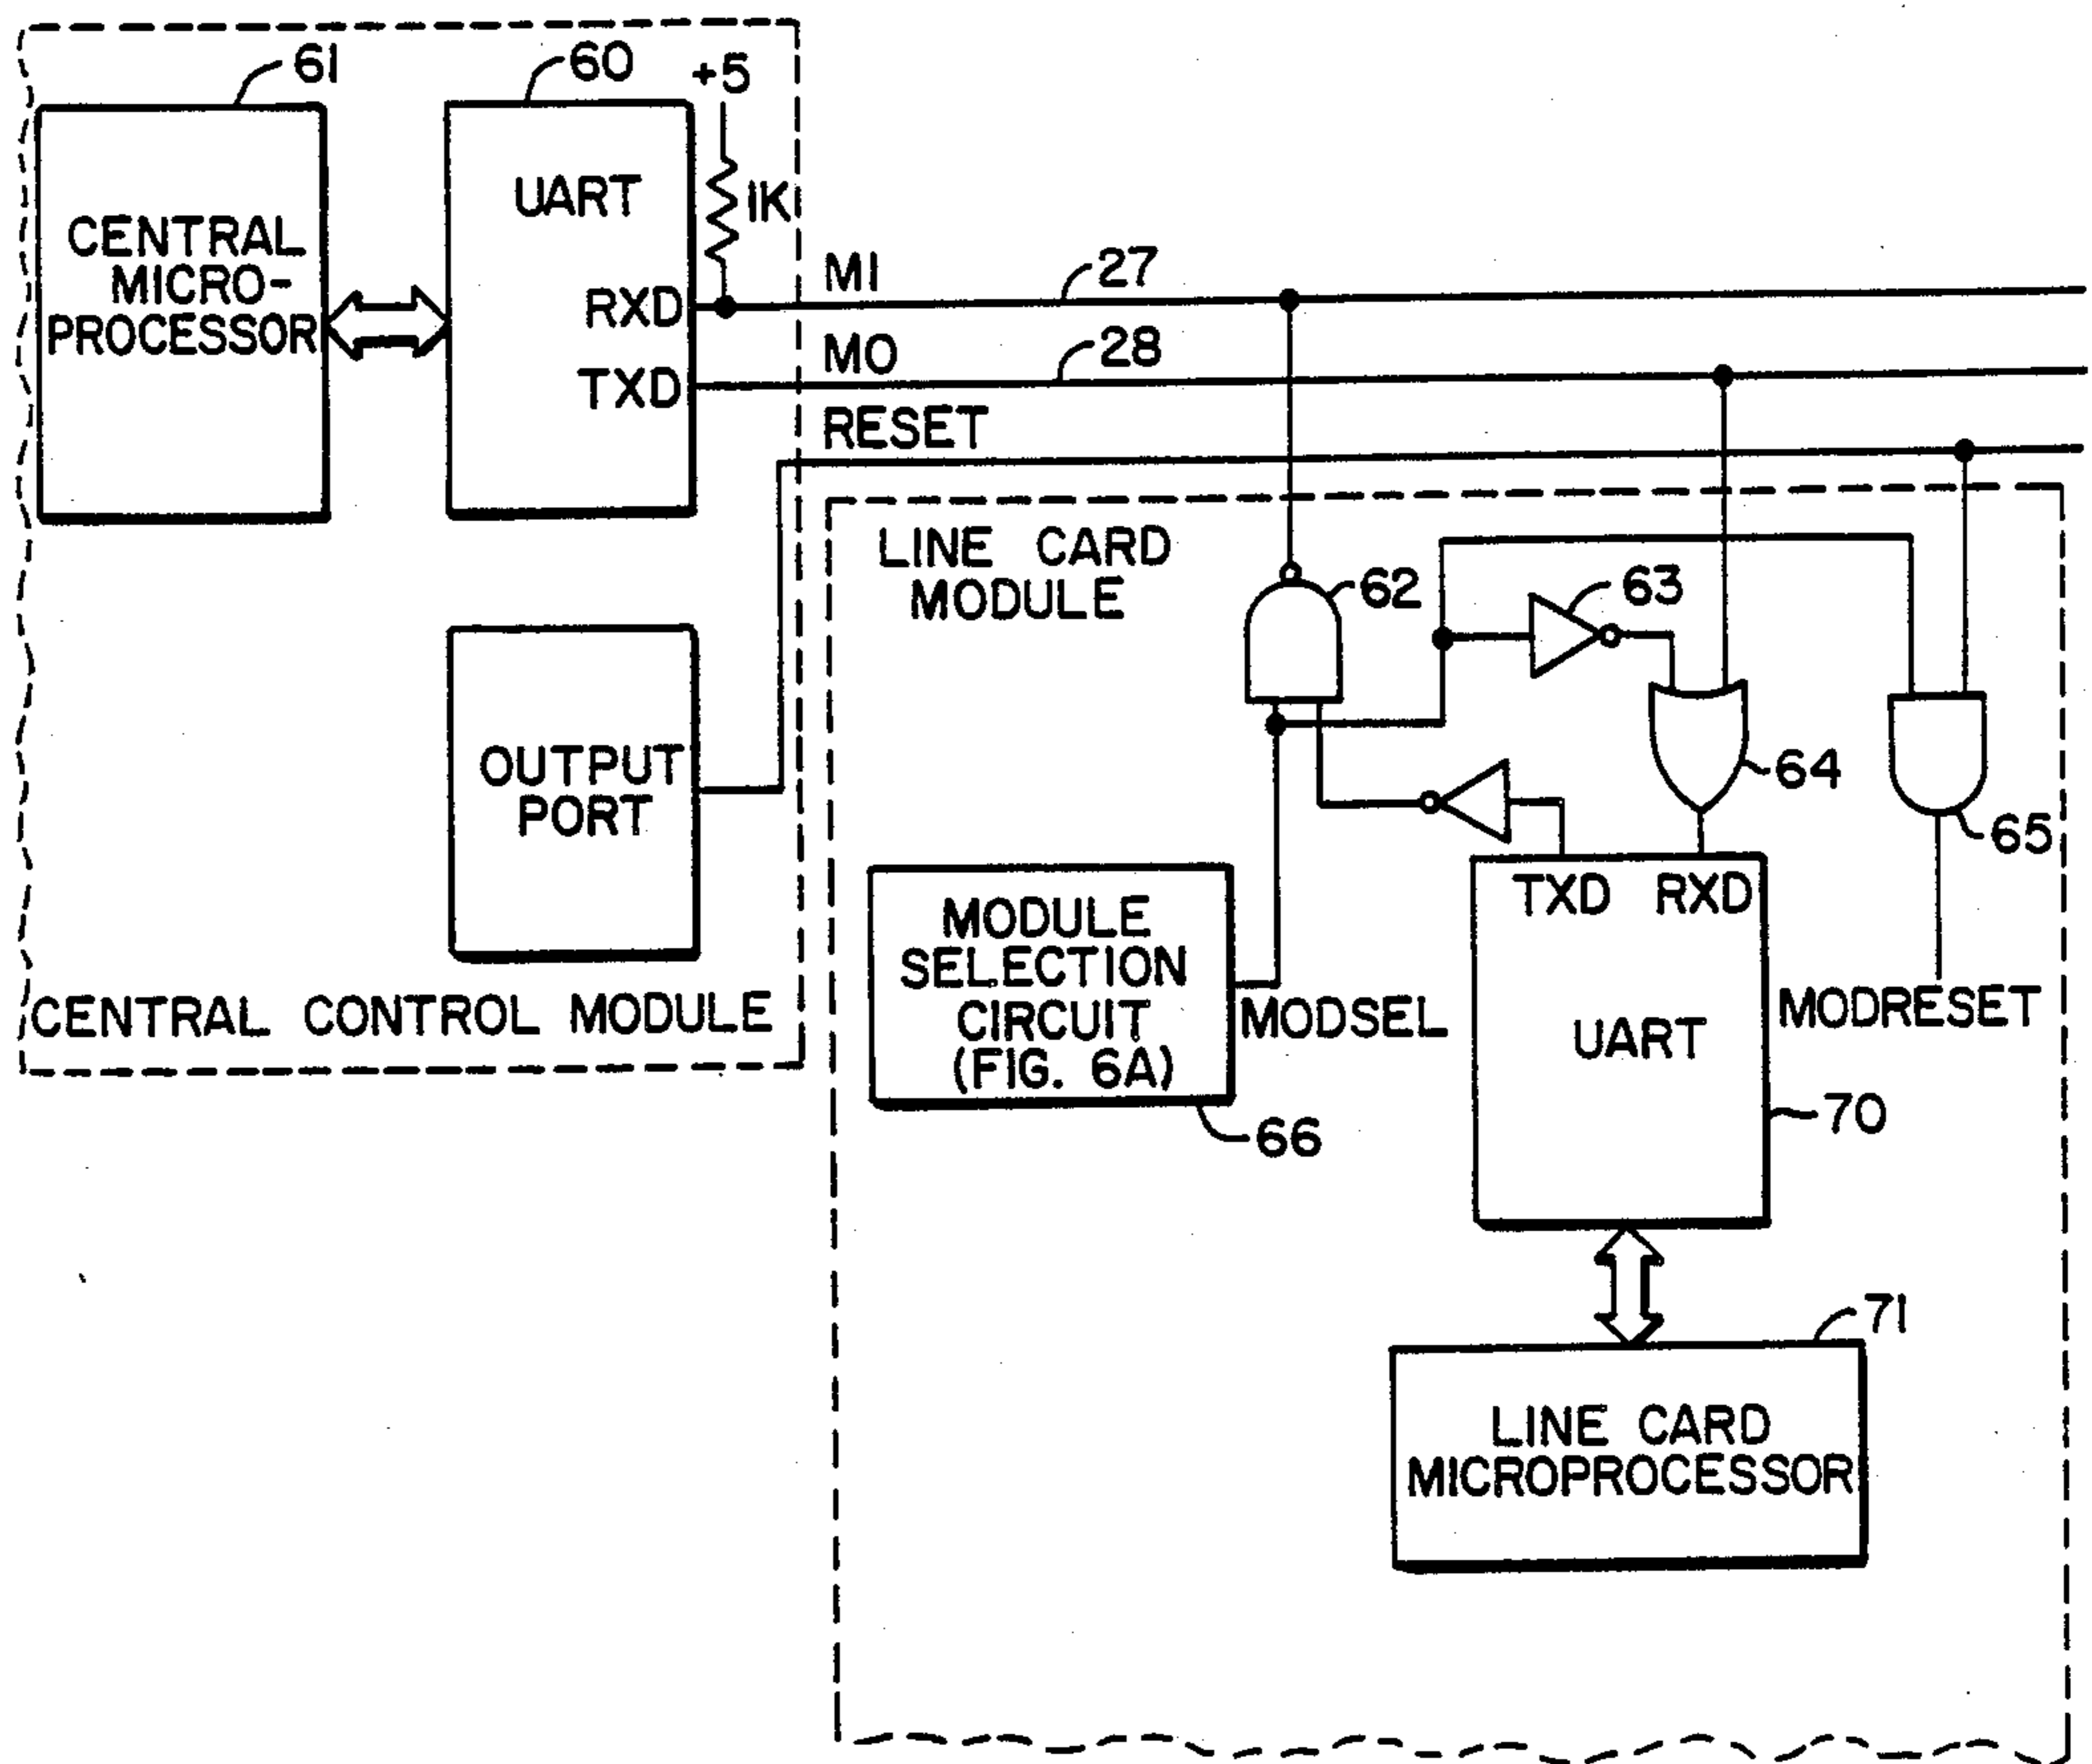 61
60
+5
CENTRAL
MICRO-
PROCESSOR
UART
1K
RXD
TXD
MI
27
MO
28
RESET
OUTPUT
PORT
CENTRAL CONTROL MODULE
LINE CARD
MODULE
62
63
64
65
MODULE
SELECTION
CIRCUIT
(FIG. 6A)
MODSEL
66
TXD RXD
UART
MODRESET
70
71
LINE CARD
MICROPROCESSOR